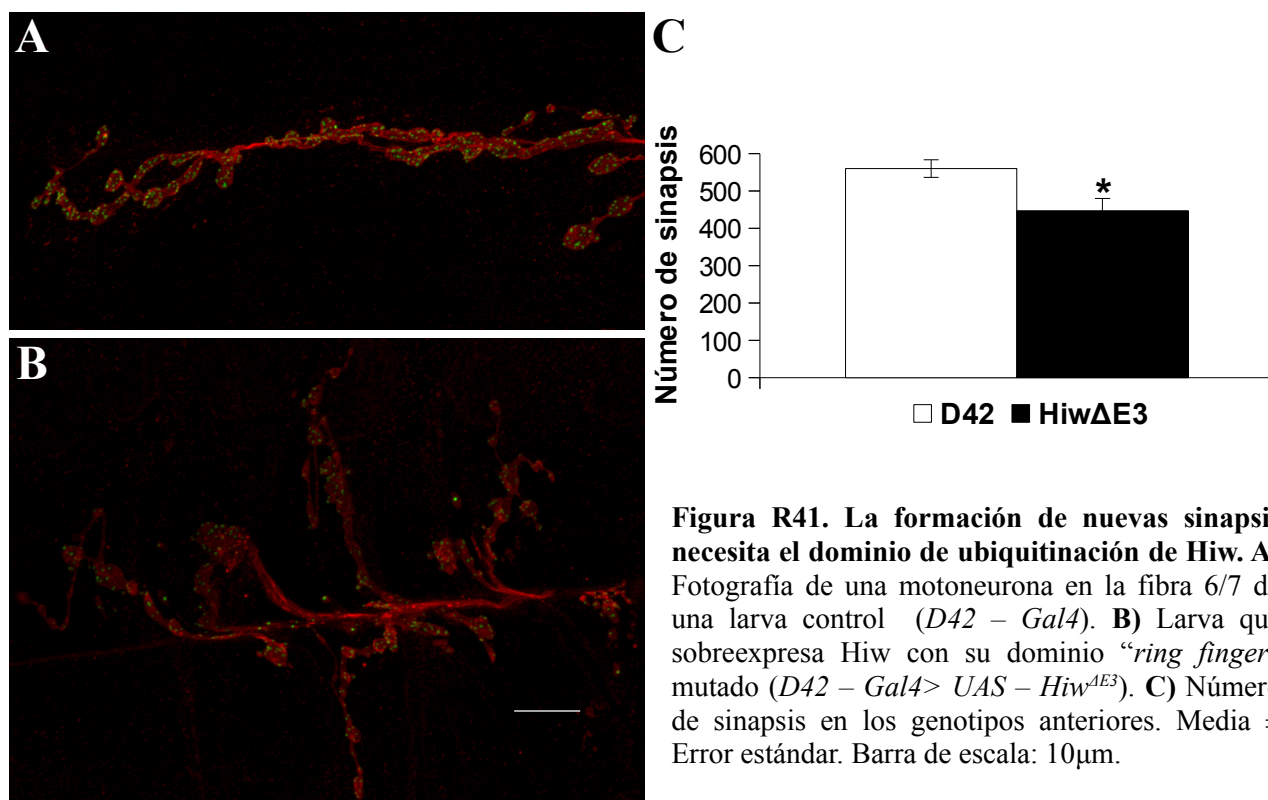 A
B
C
Número de sinapsis
600
500
400
300
200
100
0
*
D42 HiwΔE3
Figura R41. La formación de nuevas sinapsi
necesita el dominio de ubiquitinación de Hiw. A
Fotografía de una motoneurona en la fibra 6/7 d
una larva control (D42 – Gal4). B) Larva qu
sobreexpresa Hiw con su dominio “ring finger
mutado (D42 – Gal4> UAS – HiwΔE3). C) Númer
de sinapsis en los genotipos anteriores. Media
Error estándar. Barra de escala: 10μm.